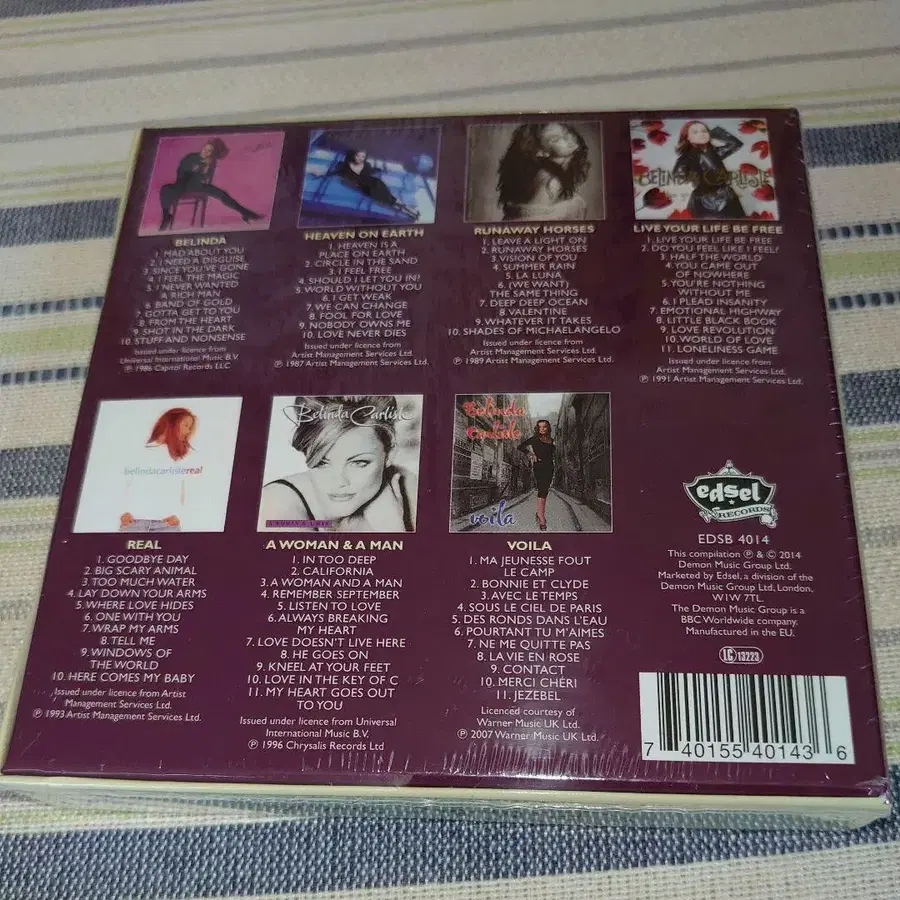 BELINDA CARLISLE
BELINDA
1. MAD ABOUT YOU
2. I NEED A DISGUISE
3. SINCE YOU'VE GONE
4. I FEEL THE MAGIC
5. I NEVER WANTED
A RICH MAN
6. BAND OF GOLD
7. GOTTA GET TO YOU
8. FROM THE HEART
9. SHOT IN THE DARK
10. STUFF AND NONSENSE
Issued under licence from
Universal International Music B.V.
℗ 1986 Capitol Records LLC
HEAVEN ON EARTH
1. HEAVEN IS A
PLACE ON EARTH
2. CIRCLE IN THE SAND
3. I FEEL FREE
4. SHOULD I LET YOU IN?
5. WORLD WITHOUT YOU
6. I GET WEAK
7. WE CAN CHANGE
8. FOOL FOR LOVE
9. NOBODY OWNS ME
10. LOVE NEVER DIES
Issued under licence from
Artist Management Services Ltd.
℗ 1987 Artist Management Services Ltd.
RUNAWAY HORSES
1. LEAVE A LIGHT ON
2. RUNAWAY HORSES
3. VISION OF YOU
4. SUMMER RAIN
5. LA LUNA
6. (WE WANT)
THE SAME THING
7. DEEP DEEP OCEAN
8. VALENTINE
9. WHATEVER IT TAKES
10. SHADES OF MICHAELANGELO
Issued under licence from
Artist Management Services Ltd.
℗ 1989 Artist Management Services Ltd.
LIVE YOUR LIFE BE FREE
1. LIVE YOUR LIFE BE FREE
2. DO YOU FEEL LIKE I FEEL?
3. HALF THE WORLD
4. YOU CAME OUT
OF NOWHERE
5. YOU'RE NOTHING
WITHOUT ME
6. I PLEAD INSANITY
7. EMOTIONAL HIGHWAY
8. LITTLE BLACK BOOK
9. LOVE REVOLUTION
10. WORLD OF LOVE
11. LONELINESS GAME
Issued under licence from
Artist Management Services Ltd.
℗ 1991 Artist Management Services Ltd.
belindacarlislereal
REAL
1. GOODBYE DAY
2. BIG SCARY ANIMAL
3. TOO MUCH WATER
4. LAY DOWN YOUR ARMS
5. WHERE LOVE HIDES
6. ONE WITH YOU
7. WRAP MY ARMS
8. TELL ME
9. WINDOWS OF
THE WORLD
10. HERE COMES MY BABY
Issued under licence from Artist
Management Services Ltd.
℗ 1993 Artist Management Services Ltd.
Belinda Carlisle
A WOMAN & A MAN
A WOMAN & A MAN
1. IN TOO DEEP
2. CALIFORNIA
3. A WOMAN AND A MAN
4. REMEMBER SEPTEMBER
5. LISTEN TO LOVE
6. ALWAYS BREAKING
MY HEART
7. LOVE DOESN'T LIVE HERE
8. HE GOES ON
9. KNEEL AT YOUR FEET
10. LOVE IN THE KEY OF C
11. MY HEART GOES OUT
TO YOU
Issued under licence from Universal
International Music B.V.
℗ 1996 Chrysalis Records Ltd
Belinda
Carlisle
voila
VOILA
1. MA JEUNESSE FOUT
LE CAMP
2. BONNIE ET CLYDE
3. AVEC LE TEMPS
4. SOUS LE CIEL DE PARIS
5. DES RONDS DANS L'EAU
6. POURTANT TU M'AIMES
7. NE ME QUITTE PAS
8. LA VIE EN ROSE
9. CONTACT
10. MERCI CHÉRI
11. JEZEBEL
Licenced courtesy of
Warner Music UK Ltd.
℗ 2007 Warner Music UK Ltd.
edsel
RECORDS
EDSB 4014
This compilation ℗ & © 2014
Demon Music Group Ltd.
Marketed by Edsel, a division of the
Demon Music Group Ltd, London,
W1W 7TL.
The Demon Music Group is a
BBC Worldwide company.
Manufactured in the EU.
LC 13223
7 40155 40143 6